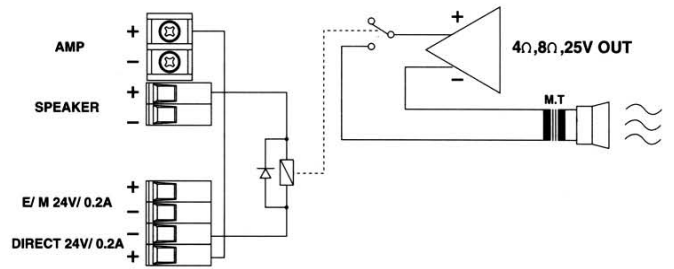 AMP
+
−
SPEAKER
+
−
E/ M 24V/ 0.2A
+
−
DIRECT 24V/ 0.2A
−
+
+
−
4Ω,8Ω,25V OUT
M.T